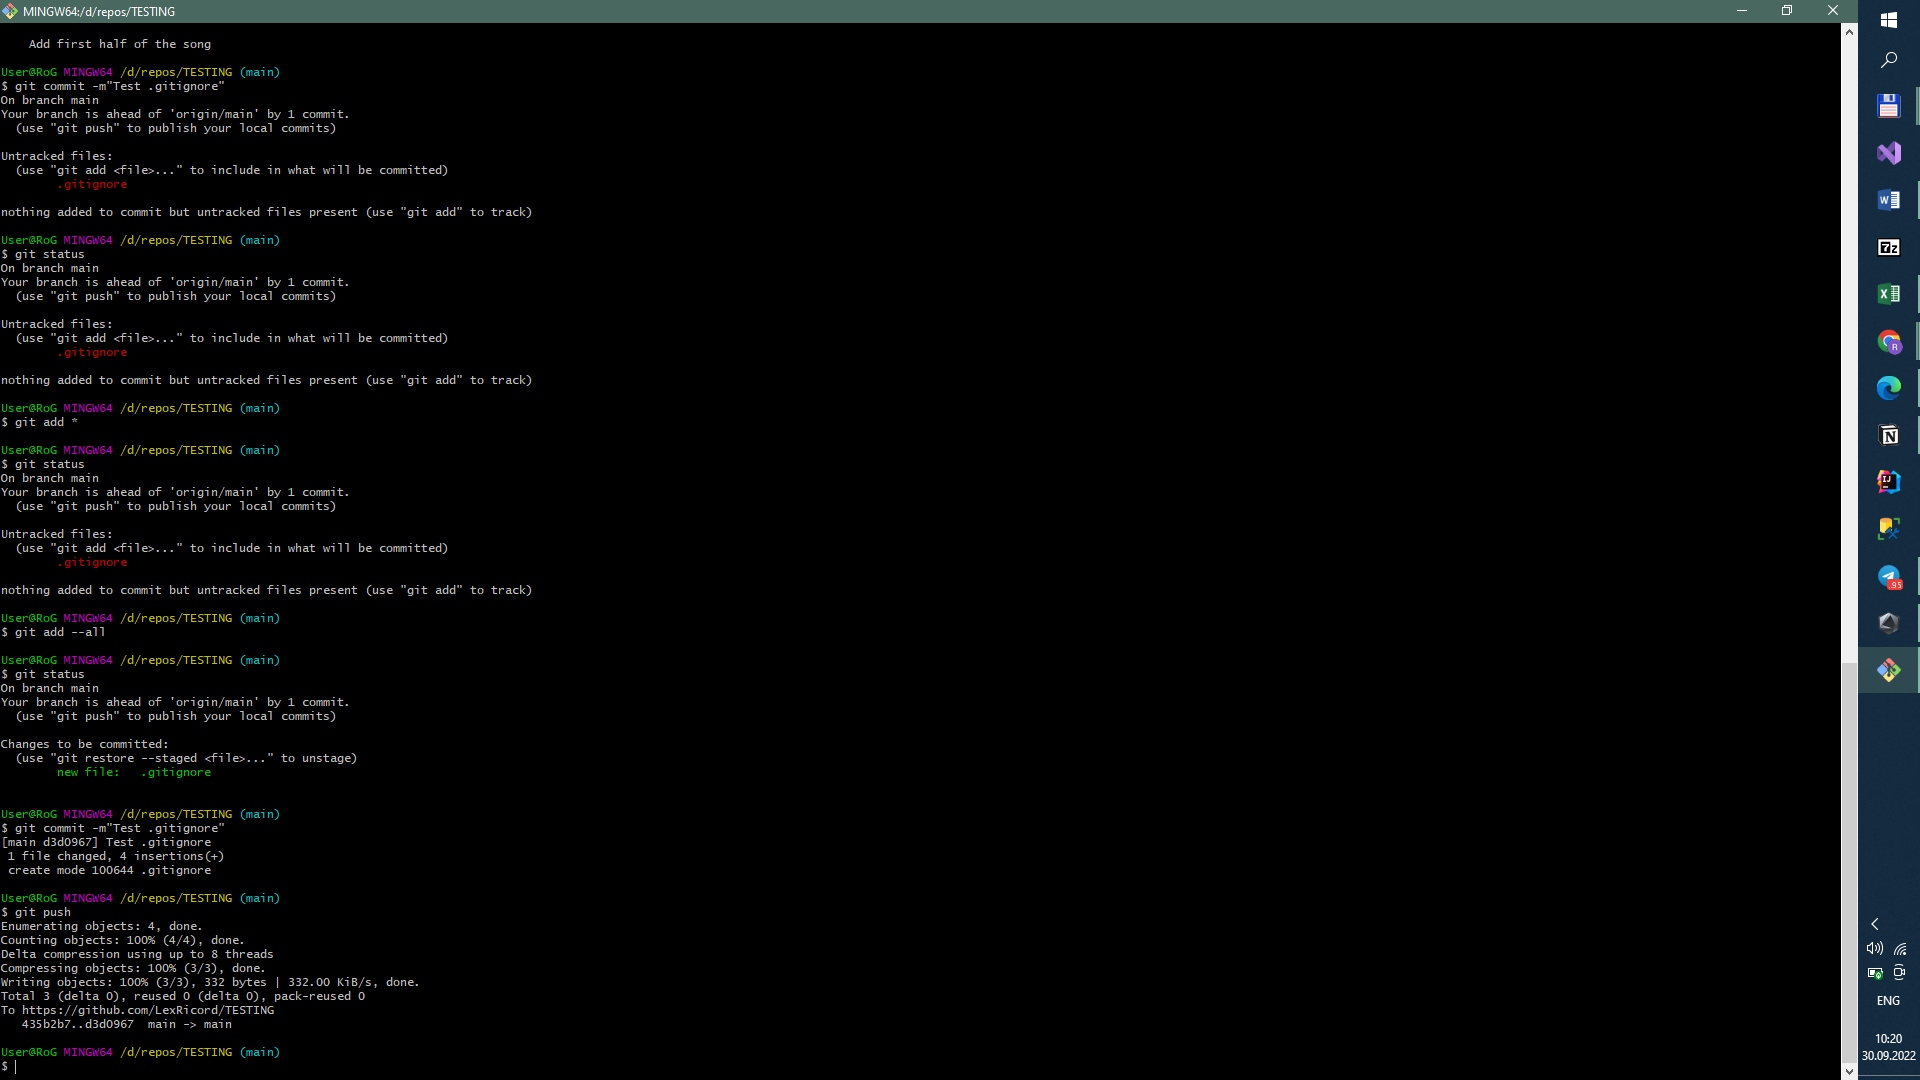 MINGW64:/d/repos/TESTING
    Add first half of the song
User@RoG MINGW64 /d/repos/TESTING (main)
$ git commit -m"Test .gitignore"
On branch main
Your branch is ahead of 'origin/main' by 1 commit.
  (use "git push" to publish your local commits)
Untracked files:
  (use "git add <file>..." to include in what will be committed)
        .gitignore
nothing added to commit but untracked files present (use "git add" to track)
User@RoG MINGW64 /d/repos/TESTING (main)
$ git status
On branch main
Your branch is ahead of 'origin/main' by 1 commit.
  (use "git push" to publish your local commits)
Untracked files:
  (use "git add <file>..." to include in what will be committed)
        .gitignore
nothing added to commit but untracked files present (use "git add" to track)
User@RoG MINGW64 /d/repos/TESTING (main)
$ git add *
User@RoG MINGW64 /d/repos/TESTING (main)
$ git status
On branch main
Your branch is ahead of 'origin/main' by 1 commit.
  (use "git push" to publish your local commits)
Untracked files:
  (use "git add <file>..." to include in what will be committed)
        .gitignore
nothing added to commit but untracked files present (use "git add" to track)
User@RoG MINGW64 /d/repos/TESTING (main)
$ git add --all
User@RoG MINGW64 /d/repos/TESTING (main)
$ git status
On branch main
Your branch is ahead of 'origin/main' by 1 commit.
  (use "git push" to publish your local commits)
Changes to be committed:
  (use "git restore --staged <file>..." to unstage)
        new file:   .gitignore
User@RoG MINGW64 /d/repos/TESTING (main)
$ git commit -m"Test .gitignore"
[main d3d0967] Test .gitignore
 1 file changed, 4 insertions(+)
 create mode 100644 .gitignore
User@RoG MINGW64 /d/repos/TESTING (main)
$ git push
Enumerating objects: 4, done.
Counting objects: 100% (4/4), done.
Delta compression using up to 8 threads
Compressing objects: 100% (3/3), done.
Writing objects: 100% (3/3), 332 bytes | 332.00 KiB/s, done.
Total 3 (delta 0), reused 0 (delta 0), pack-reused 0
To https://github.com/LexRicord/TESTING
   435b2b7..d3d0967  main -> main
User@RoG MINGW64 /d/repos/TESTING (main)
$
W
7z
X
R
N
IJ
95
ENG
10:20
30.09.2022